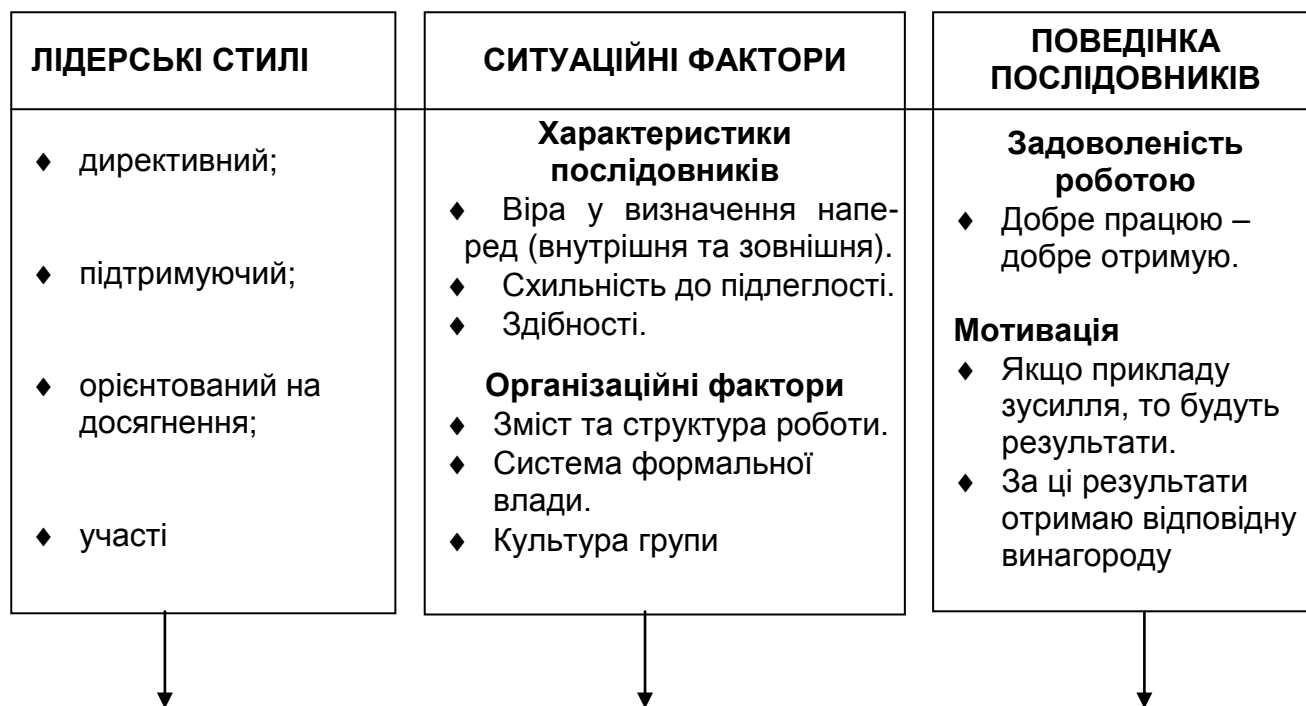 ЛІДЕРСЬКІ СТИЛІ
♦ директивний;
♦ підтримуючий;
♦ орієнтований на
досягнення;
♦ участі
СИТУАЦІЙНІ ФАКТОРИ
Характеристики
послідовників
♦ Віра у визначення напе-
ред (внутрішня та зовнішня).
♦ Схильність до підлеглості.
♦ Здібності.
Організаційні фактори
♦ Зміст та структура роботи.
♦ Система формальної
влади.
♦ Культура групи
ПОВЕДІНКА
ПОСЛІДОВНИКІВ
Задоволеність
роботою
♦ Добре працюю –
добре отримую.
Мотивація
♦ Якщо прикладу
зусилля, то будуть
результати.
♦ За ці результати
отримаю відповідну
винагороду